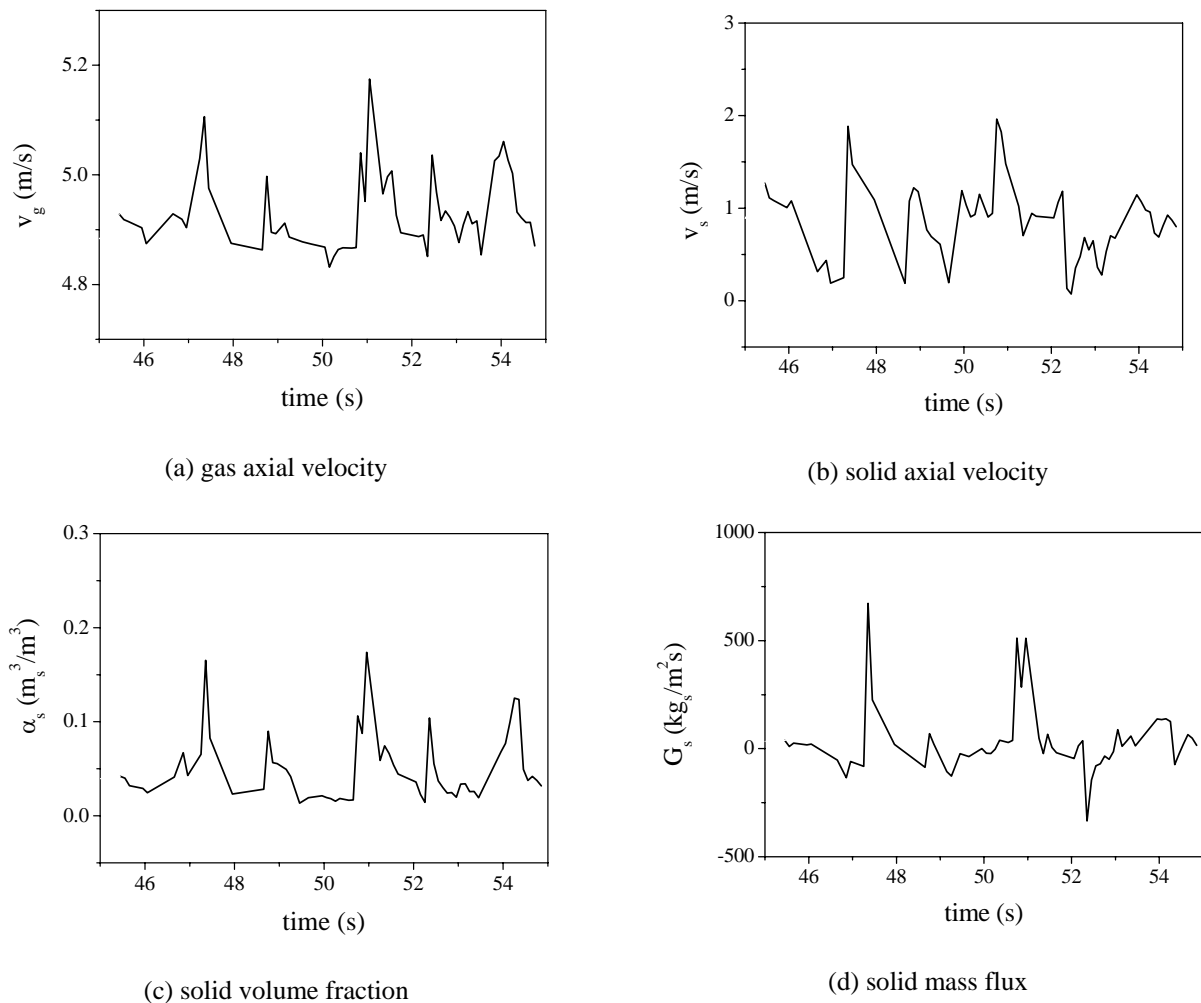 5.2
5.0
4.8
v_g (m/s)
46 48 50 52 54
time (s)
(a) gas axial velocity
3
2
1
0
v_s (m/s)
46 48 50 52 54
time (s)
(b) solid axial velocity
0.3
0.2
0.1
0.0
α_s (m_s^3/m^3)
46 48 50 52 54
time (s)
(c) solid volume fraction
1000
500
0
-500
G_s (kg_s/m^2s)
46 48 50 52 54
time (s)
(d) solid mass flux